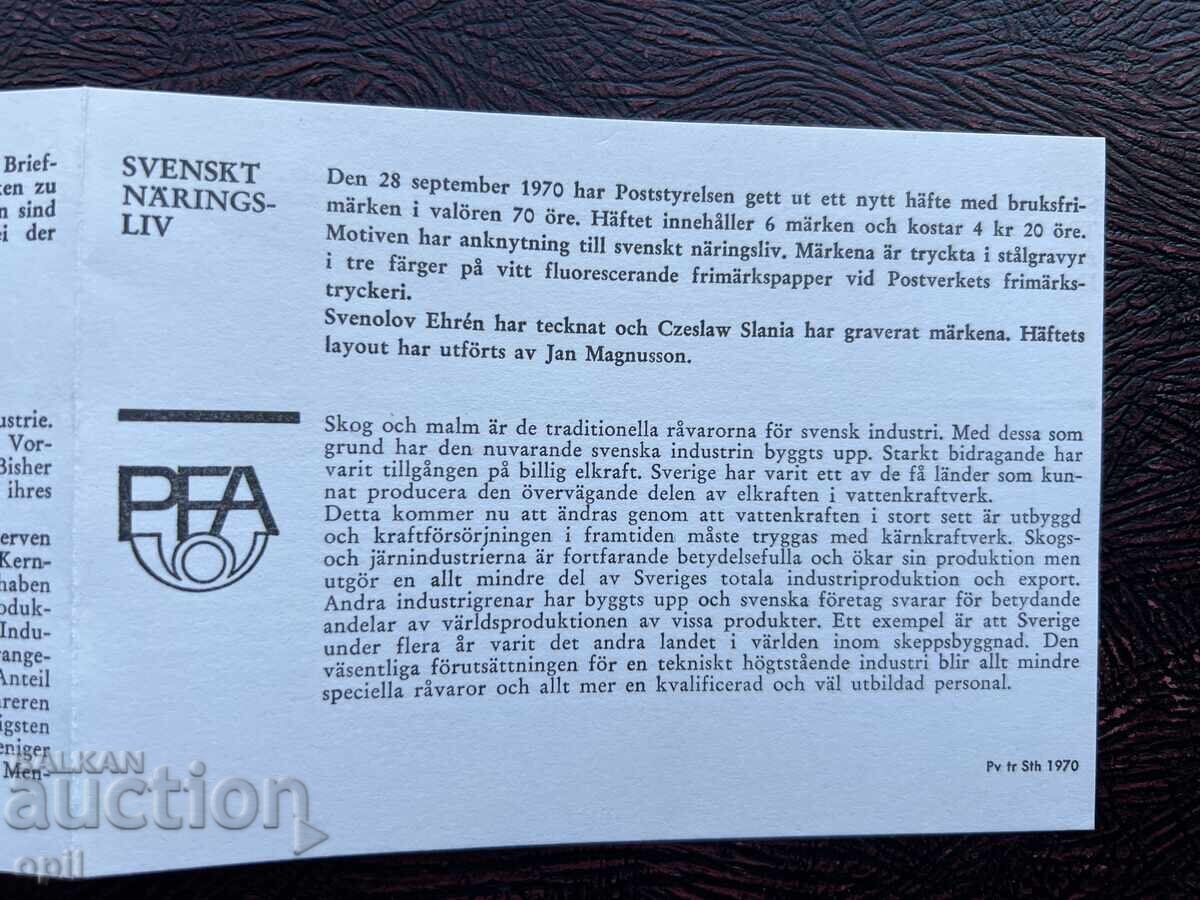 Brief-
ken zu
n sind
ei der
ustrie.
Vor-
Bisher
ihres
erven
Kern-
haben
oduk-
Indu-
range-
Anteil
reren
igsten
eniger
Men-
SVENSKT
NÄRINGS-
LIV
Den 28 september 1970 har Poststyrelsen gett ut ett nytt häfte med bruksfri-
märken i valören 70 öre. Häftet innehåller 6 märken och kostar 4 kr 20 öre.
Motiven har anknytning till svenskt näringsliv. Märkena är tryckta i stålgravyr
i tre färger på vitt fluorescerande frimärkspapper vid Postverkets frimärks-
tryckeri.
Svenolov Ehrén har tecknat och Czeslaw Slania har graverat märkena. Häftets
layout har utförts av Jan Magnusson.
PFA
Skog och malm är de traditionella råvarorna för svensk industri. Med dessa som
grund har den nuvarande svenska industrin byggts upp. Starkt bidragande har
varit tillgången på billig elkraft. Sverige har varit ett av de få länder som kun-
nat producera den övervägande delen av elkraften i vattenkraftverk.
Detta kommer nu att ändras genom att vattenkraften i stort sett är utbyggd
och kraftförsörjningen i framtiden måste tryggas med kärnkraftverk. Skogs-
och järnindustrierna är fortfarande betydelsefulla och ökar sin produktion men
utgör en allt mindre del av Sveriges totala industriproduktion och export.
Andra industrigrenar har byggts upp och svenska företag svarar för betydande
andelar av världsproduktionen av vissa produkter. Ett exempel är att Sverige
under flera år varit det andra landet i världen inom skeppsbyggnad. Den
väsentliga förutsättningen för en tekniskt högtstående industri blir allt mindre
speciella råvaror och allt mer en kvalificerad och väl utbildad personal.
Pv tr Sth 1970
BALKAN
auction
opil